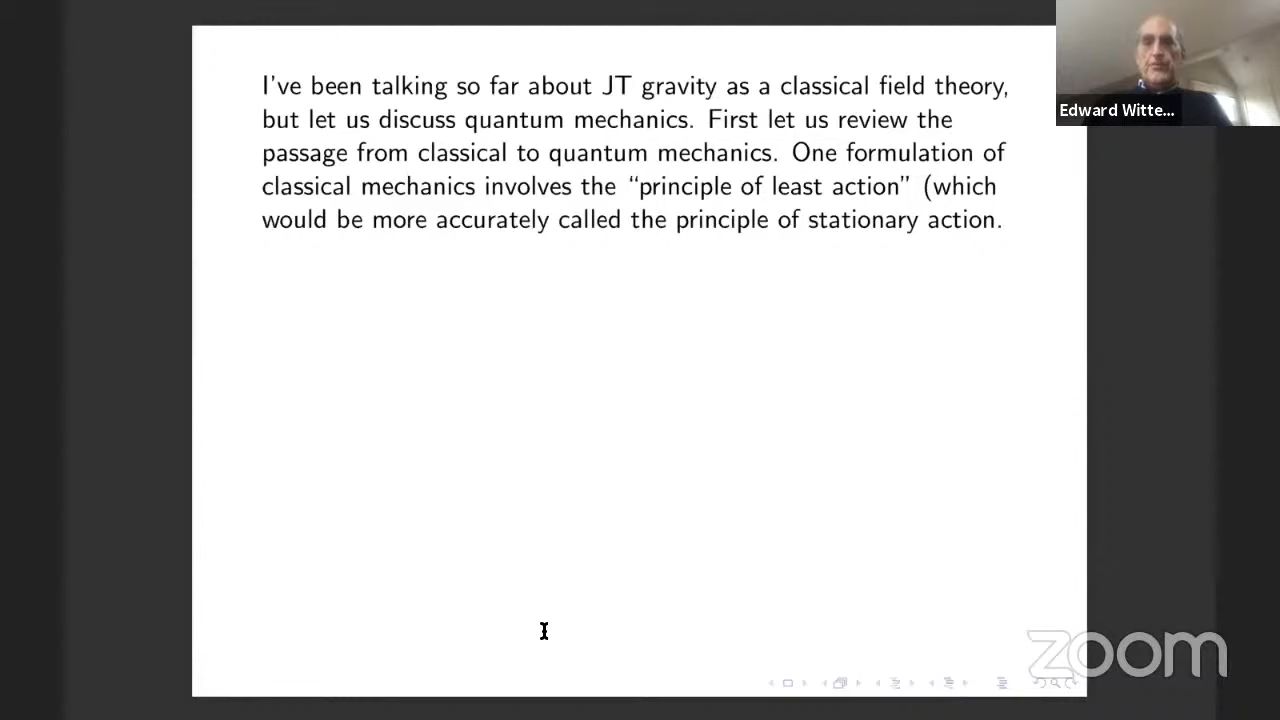 I've been talking so far about JT gravity as a classical field theory,
but let us discuss quantum mechanics. First let us review the
passage from classical to quantum mechanics. One formulation of
classical mechanics involves the “principle of least action” (which
would be more accurately called the principle of stationary action.
Edward Witte...
zoom